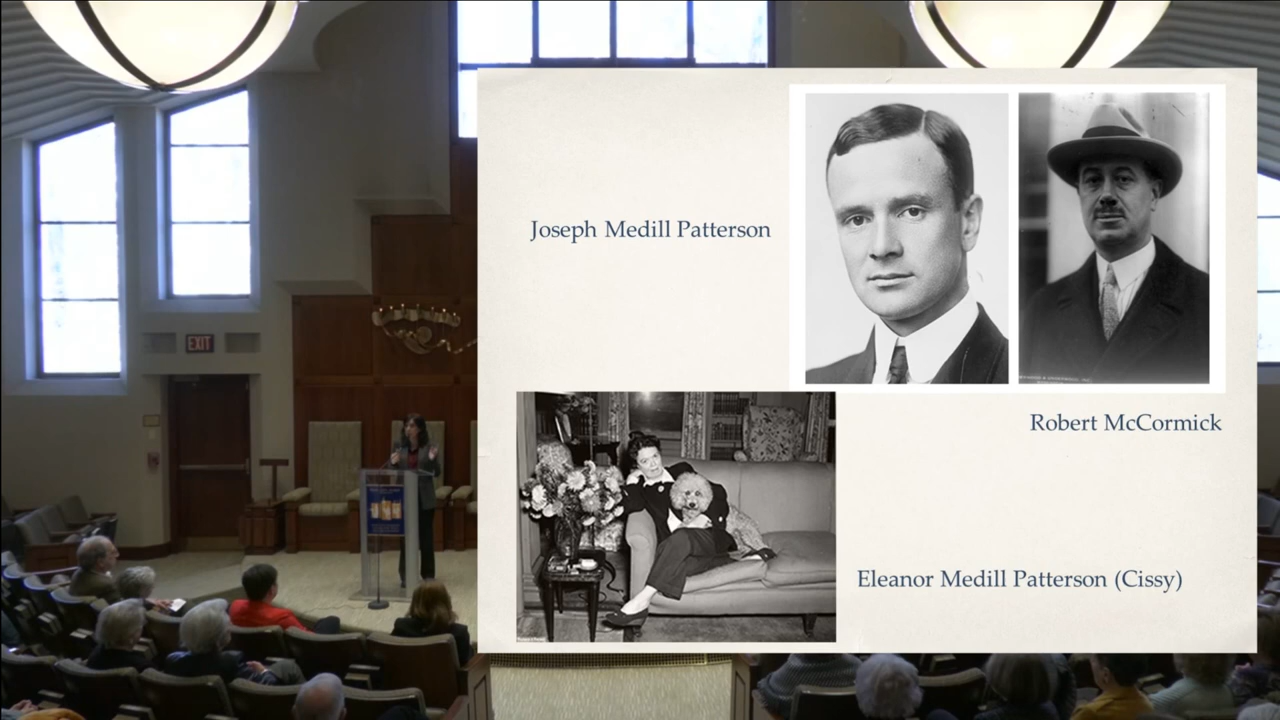 EXIT
Joseph Medill Patterson
Robert McCormick
Eleanor Medill Patterson (Cissy)